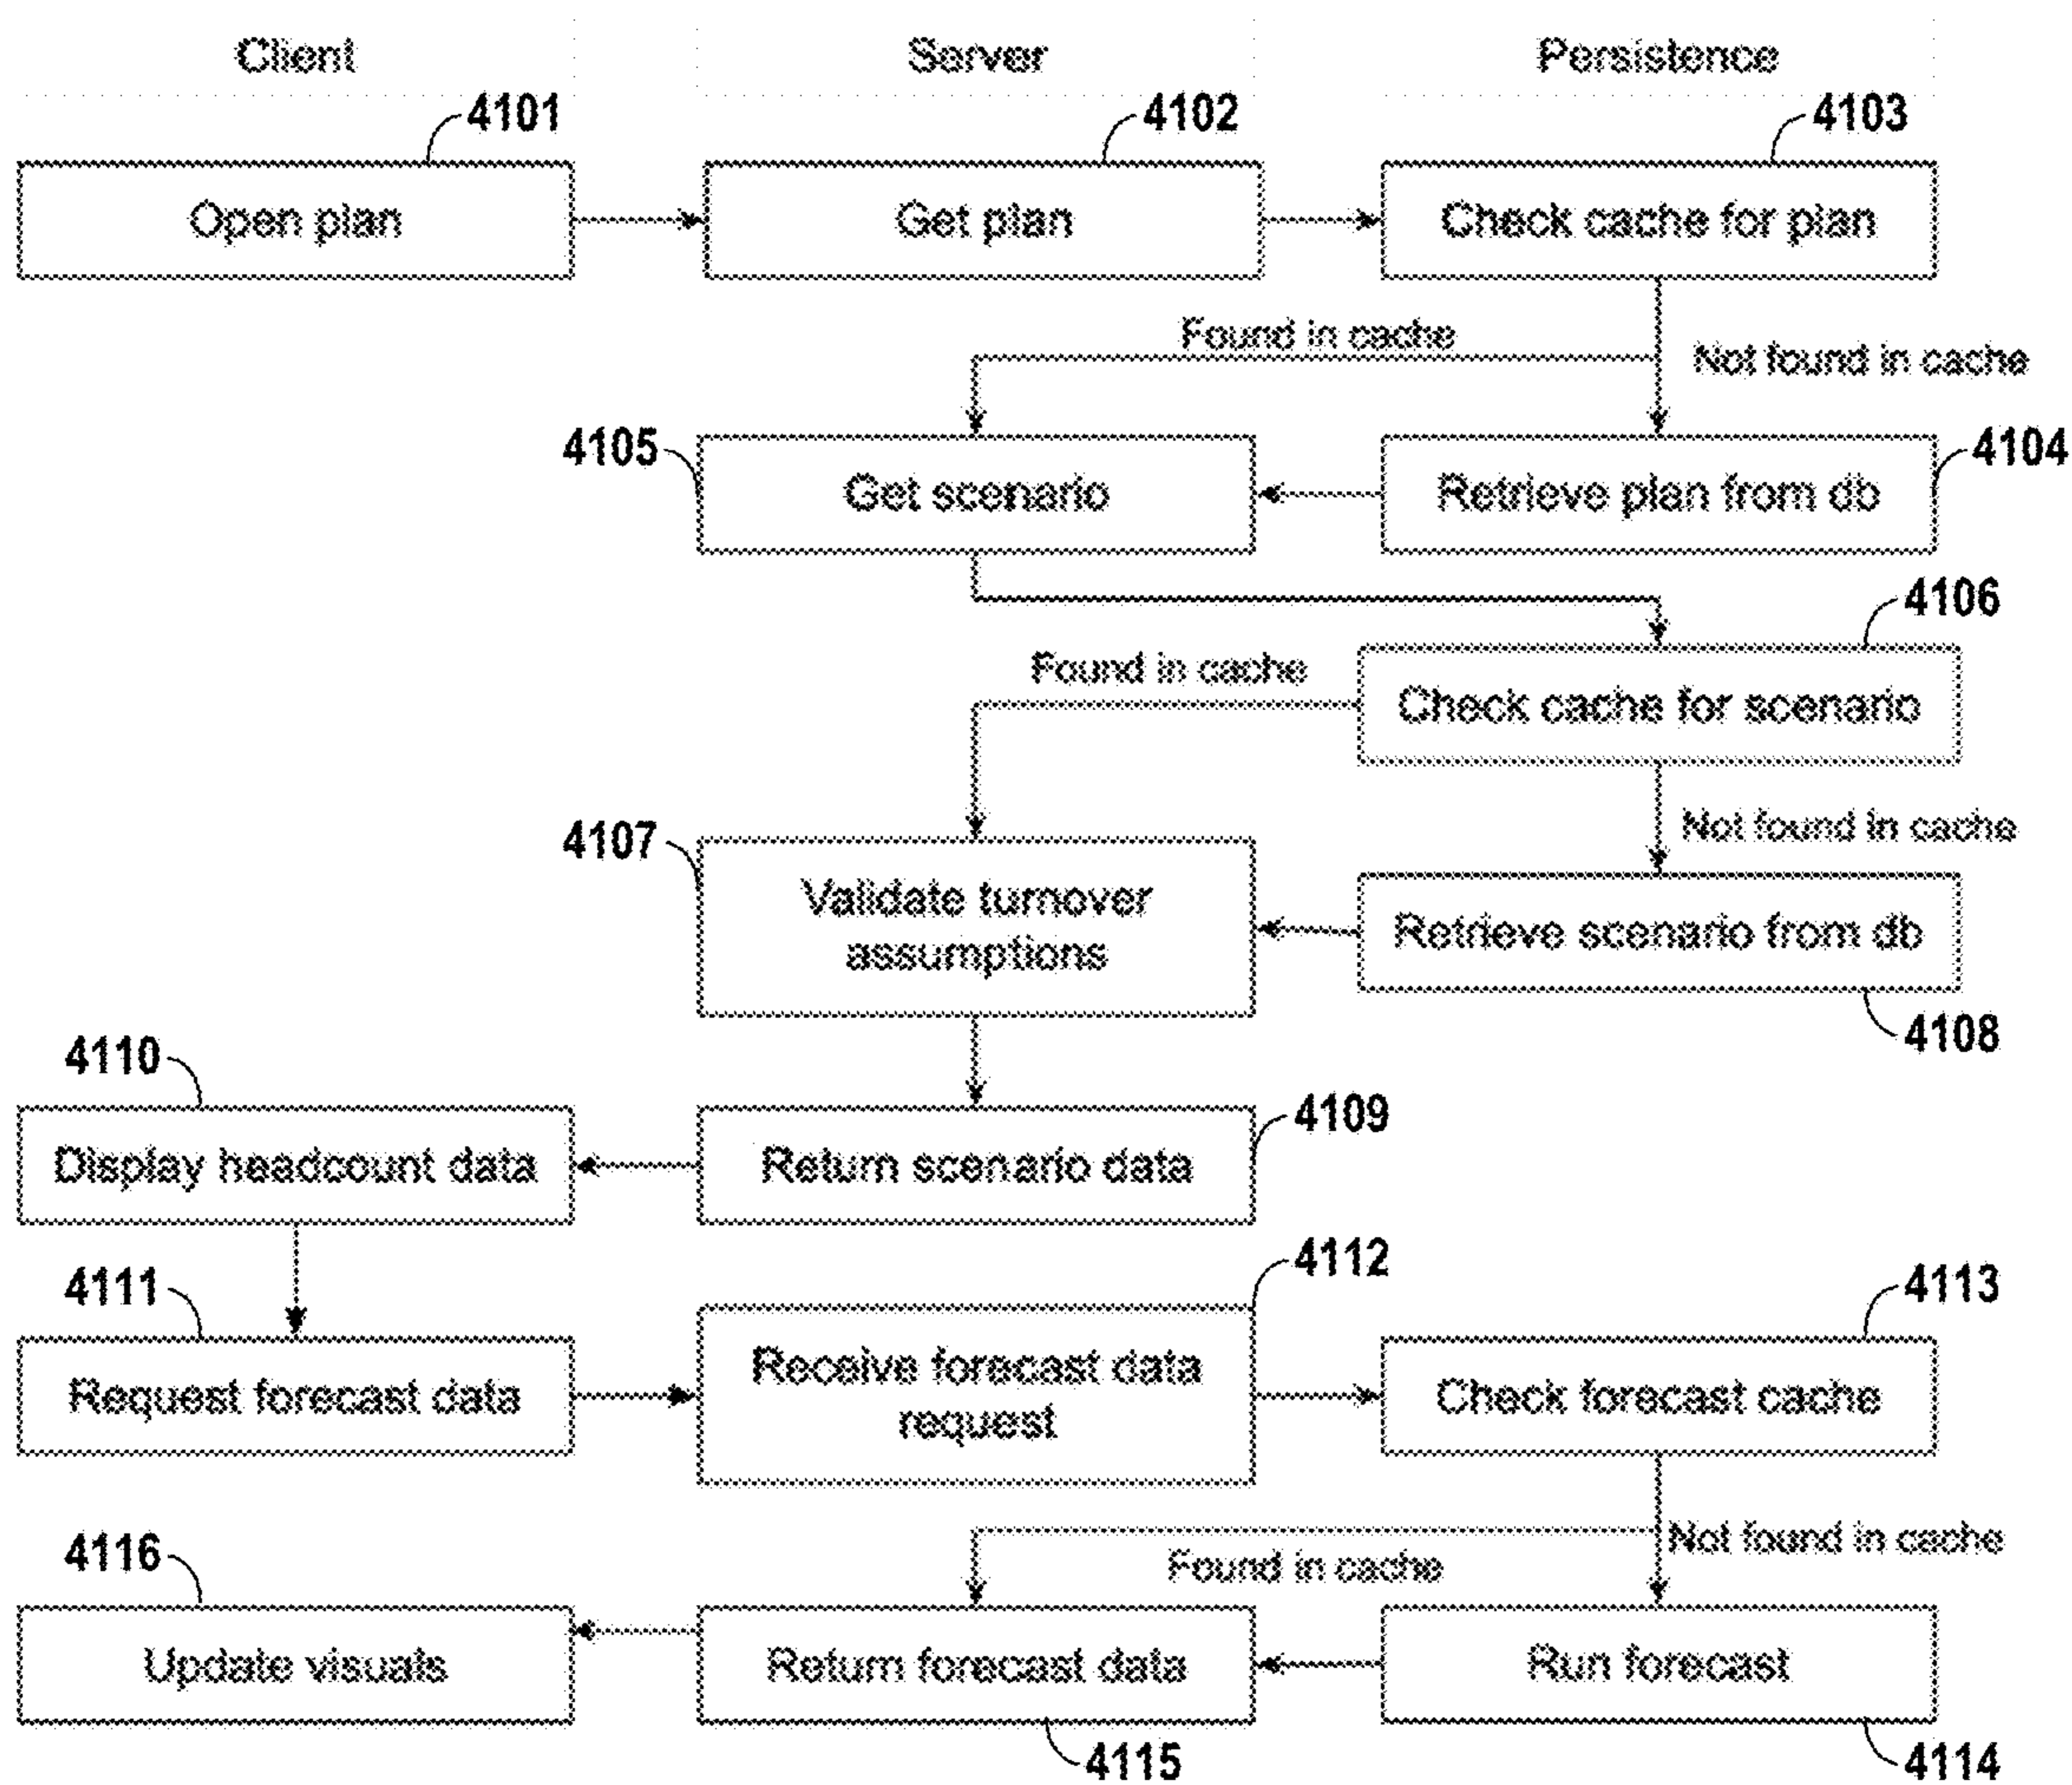 Client
Server
Persistence
4101
4102
4103
Open plan
Get plan
Check cache for plan
Found in cache
Not found in cache
4105
4104
Get scenario
Retrieve plan from db
4106
Found in cache
Check cache for scenario
4107
Not found in cache
Validate turnover
assumptions
Retrieve scenario from db
4108
4110
4109
Display headcount data
Return scenario data
4111
4112
4113
Request forecast data
Receive forecast data
request
Check forecast cache
4116
Found in cache
Not found in cache
Update visuals
Return forecast data
Run forecast
4115
4114